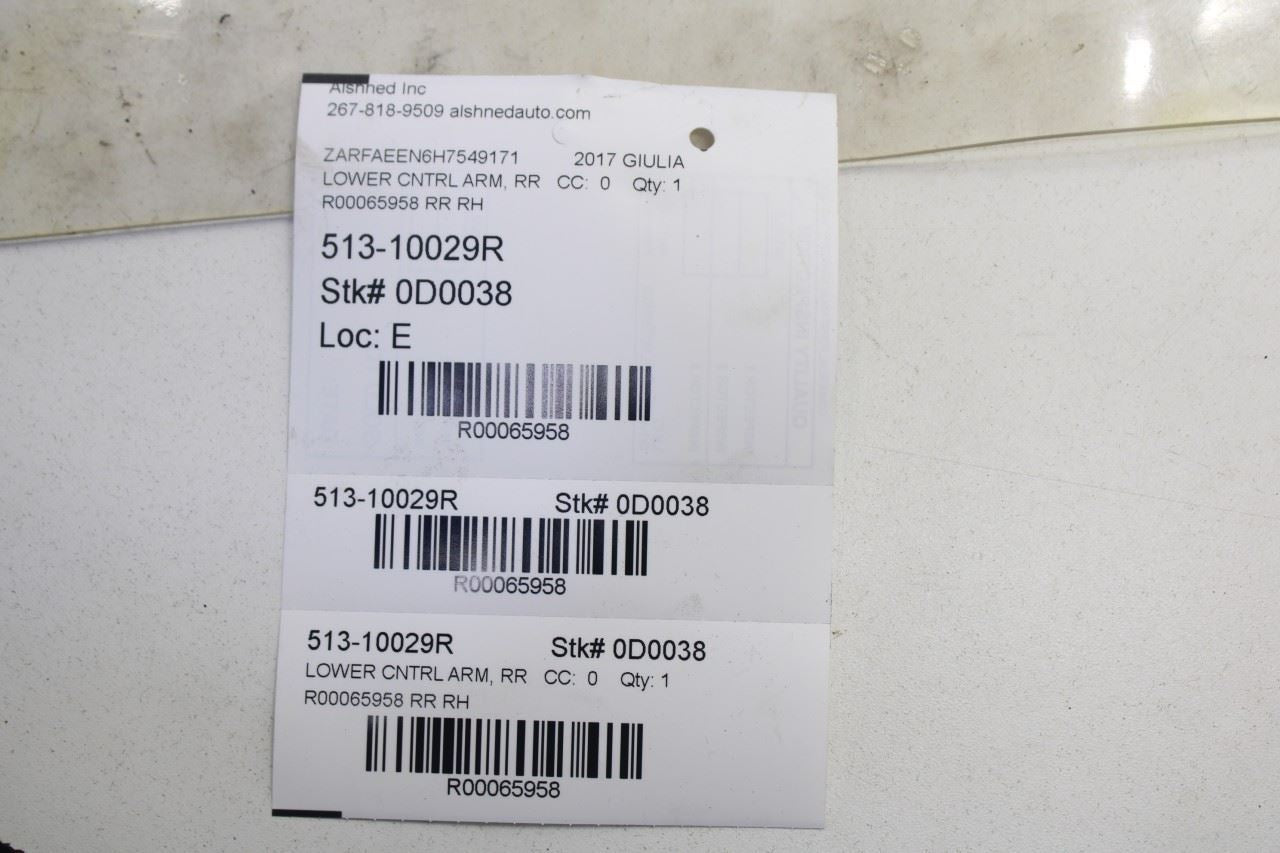 Alshned Inc
267-818-9509 alshnedauto.com
ZARFAEEN6H7549171 2017 GIULIA
LOWER CNTRL ARM, RR CC: 0 Qty: 1
R00065958 RR RH
513-10029R
Stk# 0D0038
Loc: E
R00065958
513-10029R Stk# 0D0038
R00065958
513-10029R Stk# 0D0038
LOWER CNTRL ARM, RR CC: 0 Qty: 1
R00065958 RR RH
R00065958